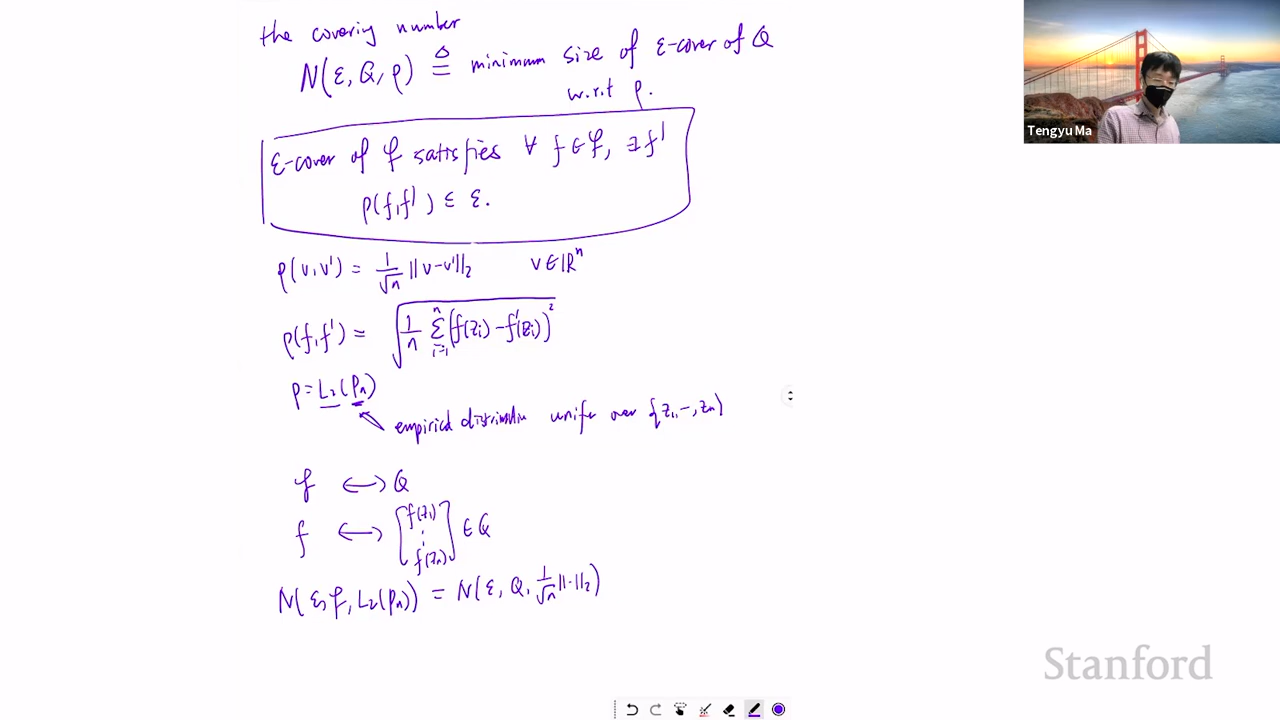 the covering number
N(ε, Q, ρ) ≜ minimum size of ε-cover of Q
w.r.t ρ.
ε-cover of F satisfies ∀ f∈F, ∃f'
ρ(f,f') ≤ ε.
ρ(v,v') = 1/√n ||v-v'||₂ v∈ℝⁿ
ρ(f,f') = √(1/n Σᵢ₌₁ⁿ (f(zᵢ) - f'(zᵢ))²)
ρ = L₂(Pₙ)
empirical distribution unifor over {z₁,-,zₙ}
F ↔ Q
f ↔ [f(z₁) ⋮ f(zₙ)] ∈ Q
N(ε, F, L₂(Pₙ)) = N(ε, Q, 1/√n ||·||₂)
Tengyu Ma
Stanford